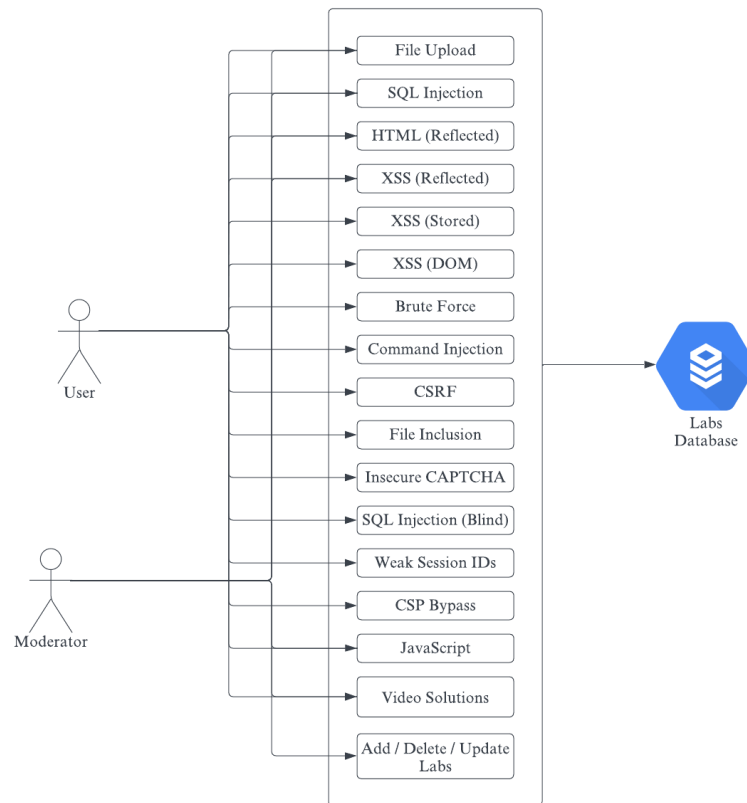 File Upload
SQL Injection
HTML (Reflected)
XSS (Reflected)
XSS (Stored)
XSS (DOM)
Brute Force
Command Injection
CSRF
File Inclusion
Insecure CAPTCHA
SQL Injection (Blind)
Weak Session IDs
CSP Bypass
JavaScript
Video Solutions
Add / Delete / Update
Labs
User
Moderator
Labs
Database